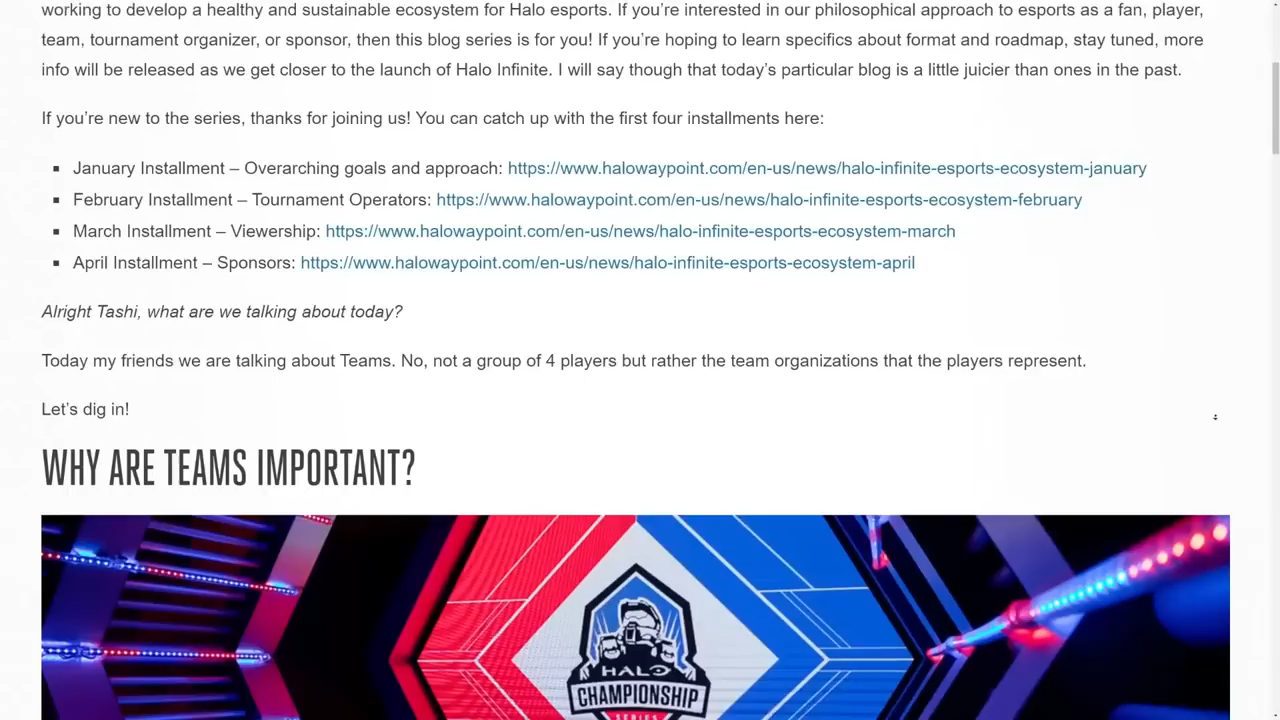 working to develop a healthy and sustainable ecosystem for Halo esports. If you’re interested in our philosophical approach to esports as a fan, player,
team, tournament organizer, or sponsor, then this blog series is for you! If you’re hoping to learn specifics about format and roadmap, stay tuned, more
info will be released as we get closer to the launch of Halo Infinite. I will say though that today’s particular blog is a little juicier than ones in the past.
If you’re new to the series, thanks for joining us! You can catch up with the first four installments here:
▪ January Installment – Overarching goals and approach: https://www.halowaypoint.com/en-us/news/halo-infinite-esports-ecosystem-january
▪ February Installment – Tournament Operators: https://www.halowaypoint.com/en-us/news/halo-infinite-esports-ecosystem-february
▪ March Installment – Viewership: https://www.halowaypoint.com/en-us/news/halo-infinite-esports-ecosystem-march
▪ April Installment – Sponsors: https://www.halowaypoint.com/en-us/news/halo-infinite-esports-ecosystem-april
Alright Tashi, what are we talking about today?
Today my friends we are talking about Teams. No, not a group of 4 players but rather the team organizations that the players represent.
Let’s dig in!
WHY ARE TEAMS IMPORTANT?
HALO
CHAMPIONSHIP
SERIES